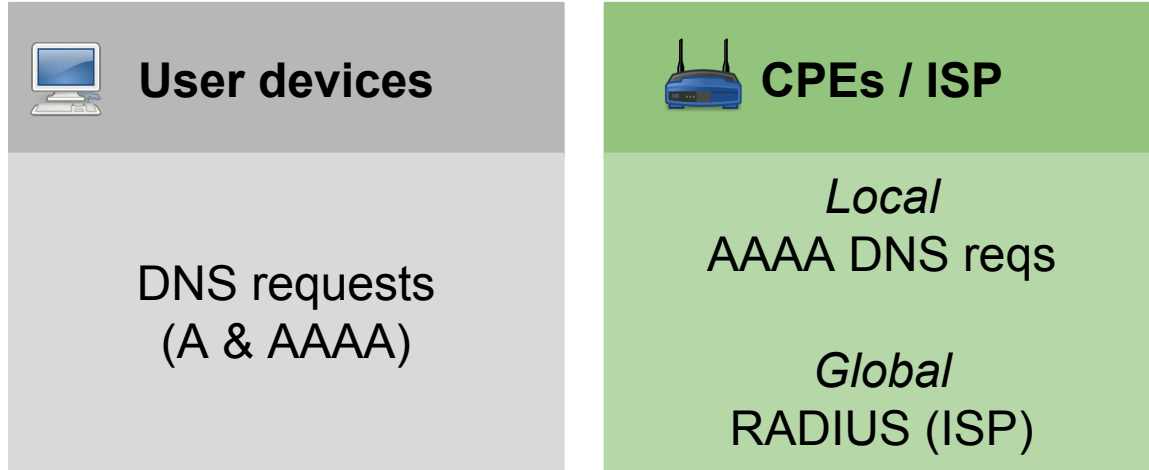 User devices
DNS requests
(A & AAAA)
CPEs / ISP
Local
AAAA DNS reqs
Global
RADIUS (ISP)